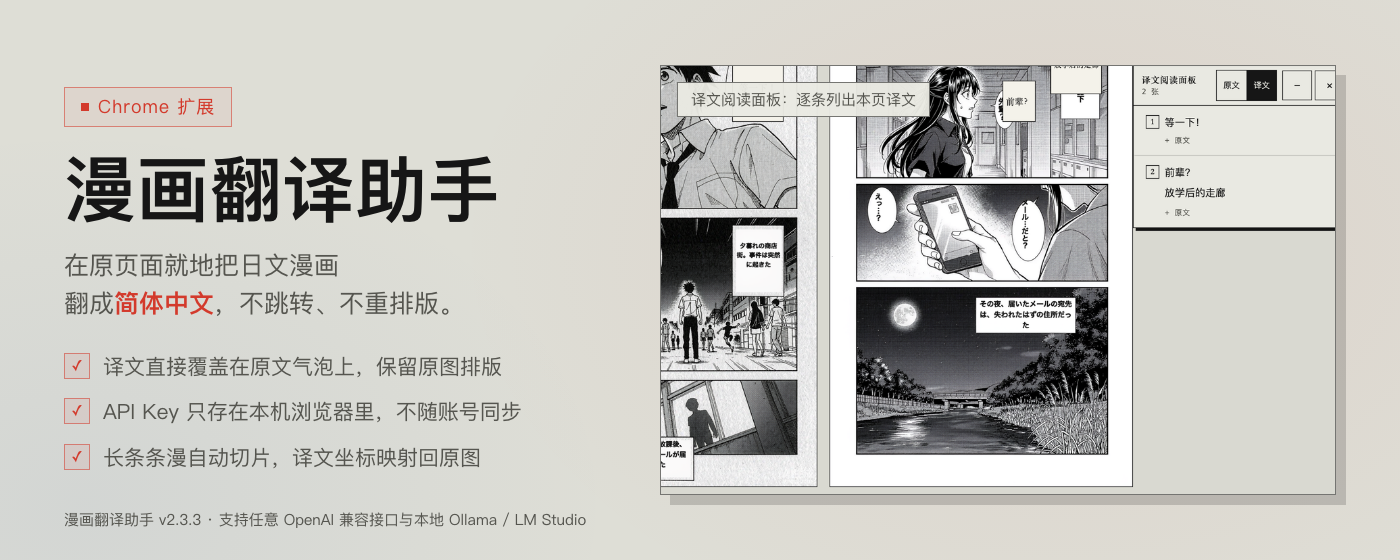 Chrome 扩展
漫画翻译助手
在原页面就地把日文漫画
翻成简体中文，不跳转、不重排版。
✓ 译文直接覆盖在原文气泡上，保留原图排版
✓ API Key 只存在本机浏览器里，不随账号同步
✓ 长条条漫自动切片，译文坐标映射回原图
漫画翻译助手 v2.3.3 · 支持任意 OpenAI 兼容接口与本地 Ollama / LM Studio
译文阅读面板：逐条列出本页译文
夕暮れの商店
街。事件は突然
に起きた
前辈?
下
えっ…?
メール…だと?
その夜、届いたメールの宛先
は、失われたはずの住所だっ
た
译文阅读面板
2 张
原文
译文
−
×
1 等一下!
+ 原文
2 前辈?
放学后的走廊
+ 原文